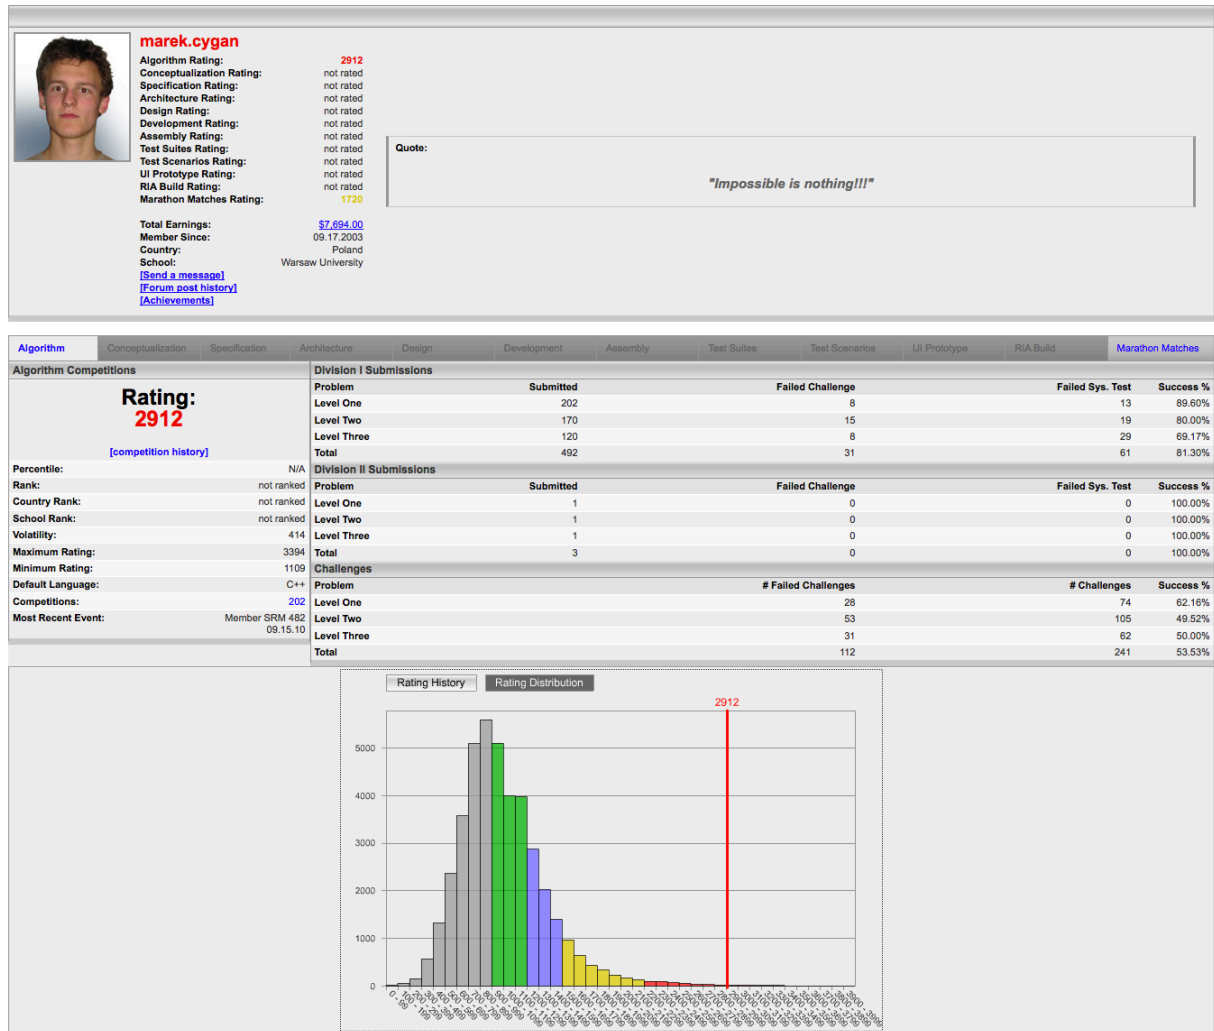 marek.cygan
Algorithm Rating: 2912
Conceptualization Rating: not rated
Specification Rating: not rated
Architecture Rating: not rated
Design Rating: not rated
Development Rating: not rated
Assembly Rating: not rated
Test Suites Rating: not rated
Test Scenarios Rating: not rated
UI Prototype Rating: not rated
RIA Build Rating: not rated
Marathon Matches Rating: 1720
Total Earnings: $7,694.00
Member Since: 09.17.2003
Country: Poland
School: Warsaw University
[Send a message]
[Forum post history]
[Achievements]
Quote:
"Impossible is nothing!!!"
Algorithm Conceptualization Specification Architecture Design Development Assembly Test Suites Test Scenarios UI Prototype RIA Build Marathon Matches
Algorithm Competitions
Rating:
2912
[competition history]
Percentile: N/A
Rank: not ranked
Country Rank: not ranked
School Rank: not ranked
Volatility: 414
Maximum Rating: 3394
Minimum Rating: 1109
Default Language: C++
Competitions: 202
Most Recent Event: Member SRM 482
09.15.10
Division I Submissions
Problem Submitted Failed Challenge Failed Sys. Test Success %
Level One 202 8 13 89.60%
Level Two 170 15 19 80.00%
Level Three 120 8 29 69.17%
Total 492 31 61 81.30%
Division II Submissions
Problem Submitted Failed Challenge Failed Sys. Test Success %
Level One 1 0 0 100.00%
Level Two 1 0 0 100.00%
Level Three 1 0 0 100.00%
Total 3 0 0 100.00%
Challenges
Problem # Failed Challenges # Challenges Success %
Level One 28 74 62.16%
Level Two 53 105 49.52%
Level Three 31 62 50.00%
Total 112 241 53.53%
Rating History Rating Distribution
2912
5000
4000
3000
2000
1000
0
0 - 99
100 - 199